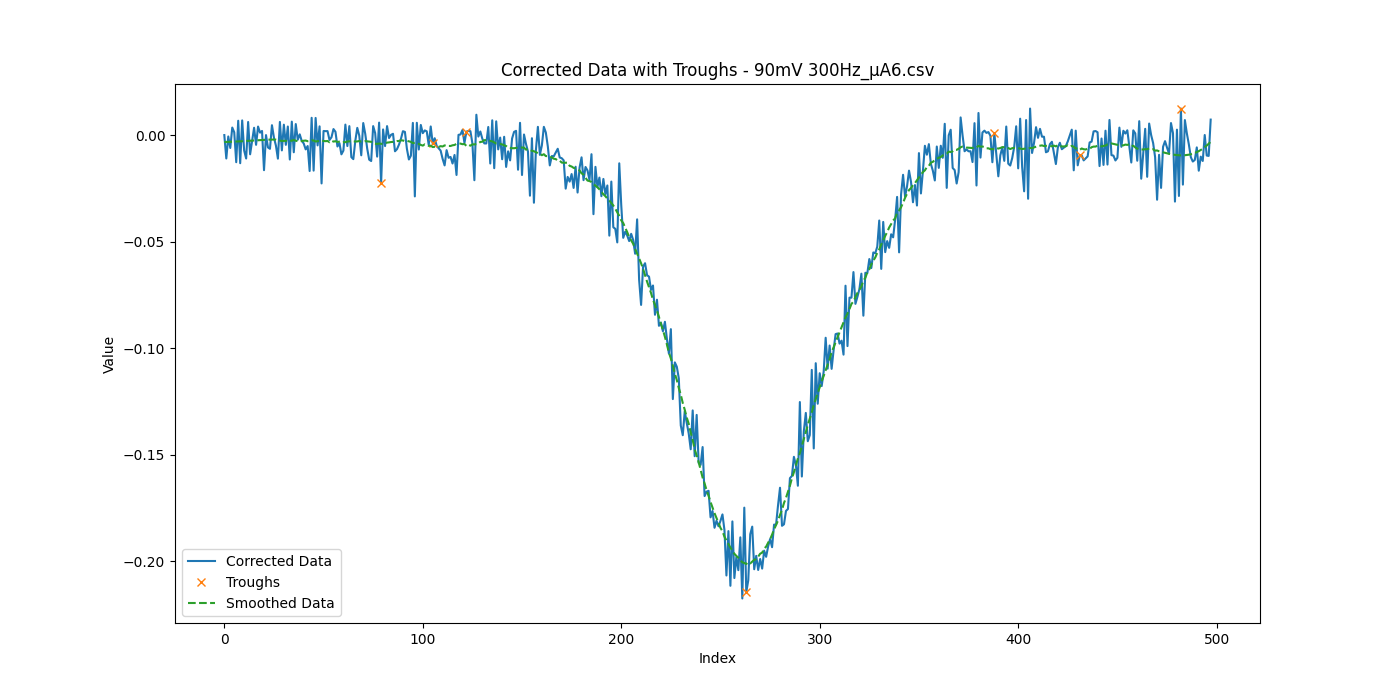 Corrected Data with Troughs - 90mV 300Hz_μA6.csv
Value
0.00
−0.05
−0.10
−0.15
−0.20
Corrected Data
Troughs
Smoothed Data
0 100 200 300 400 500
Index